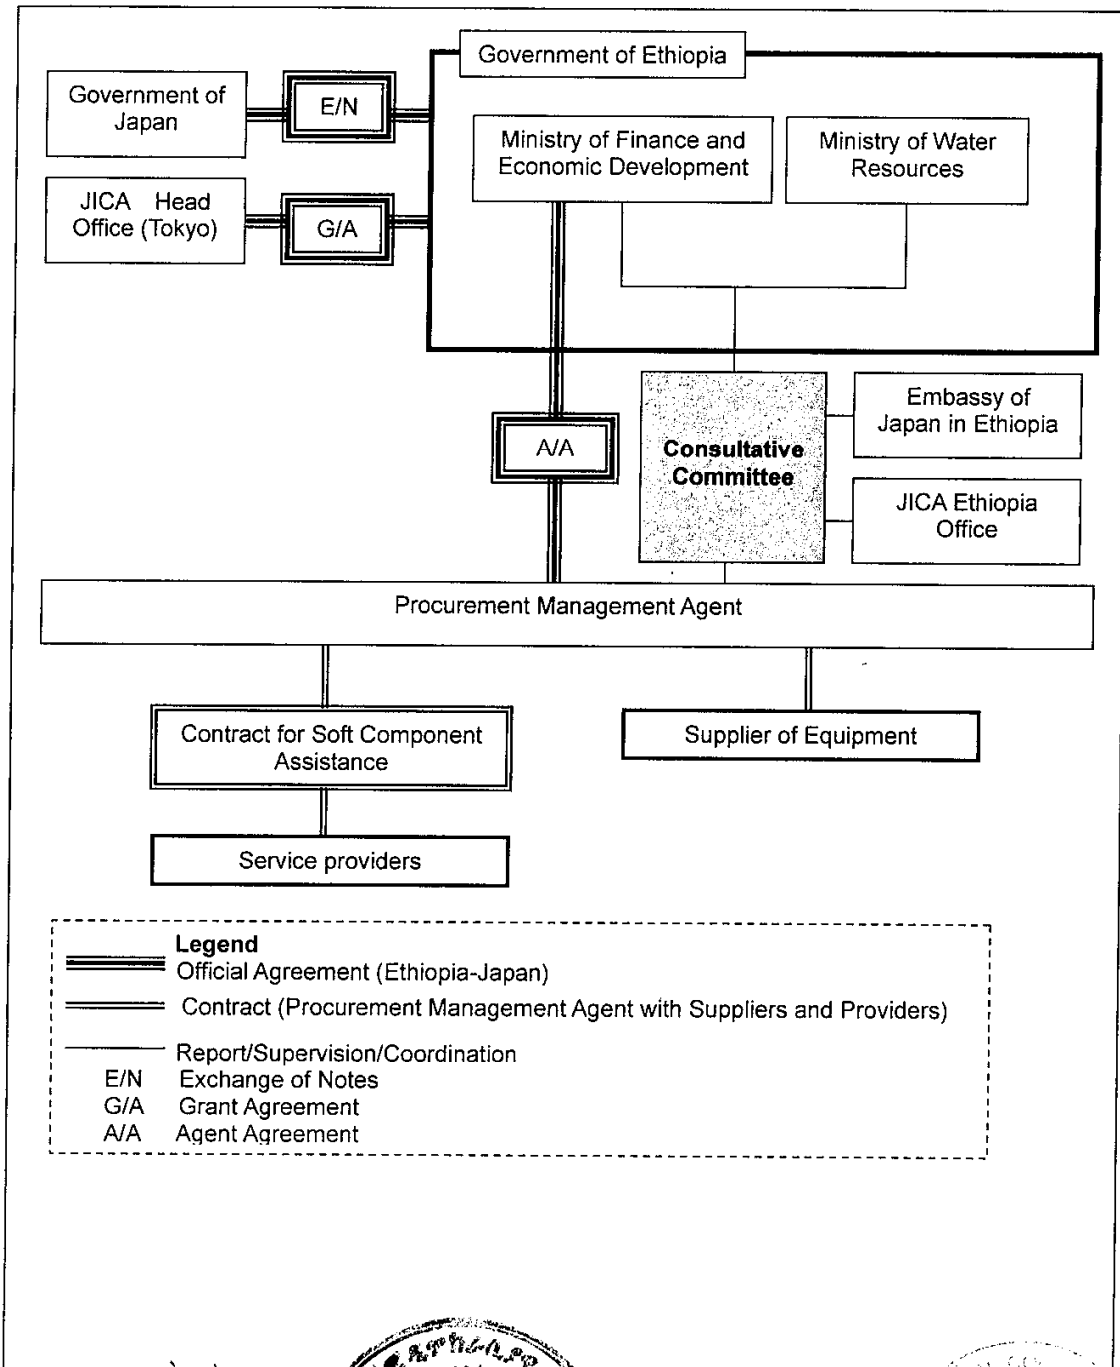 Government of Ethiopia
Government of
Japan
E/N
Ministry of Finance and
Economic Development
Ministry of Water
Resources
JICA Head
Office (Tokyo)
G/A
A/A
Consultative
Committee
Embassy of
Japan in Ethiopia
JICA Ethiopia
Office
Procurement Management Agent
Contract for Soft Component
Assistance
Supplier of Equipment
Service providers
Legend
Official Agreement (Ethiopia-Japan)
Contract (Procurement Management Agent with Suppliers and Providers)
Report/Supervision/Coordination
E/N Exchange of Notes
G/A Grant Agreement
A/A Agent Agreement